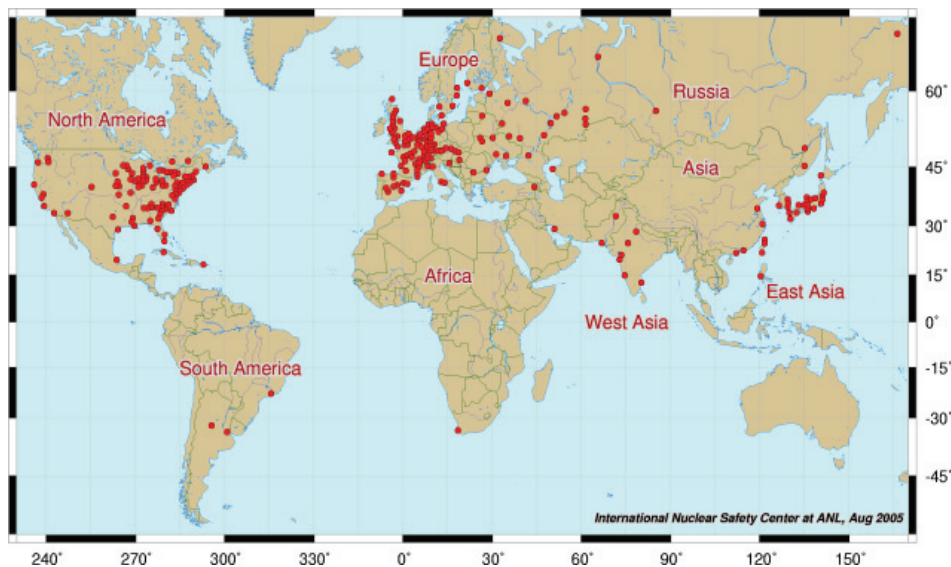 Europe
60°
Russia
North America
45°
Asia
30°
Africa
15°
East Asia
West Asia
0°
South America
-15°
-30°
-45°
International Nuclear Safety Center at ANL, Aug 2005
240° 270° 300° 330° 0° 30° 60° 90° 120° 150°